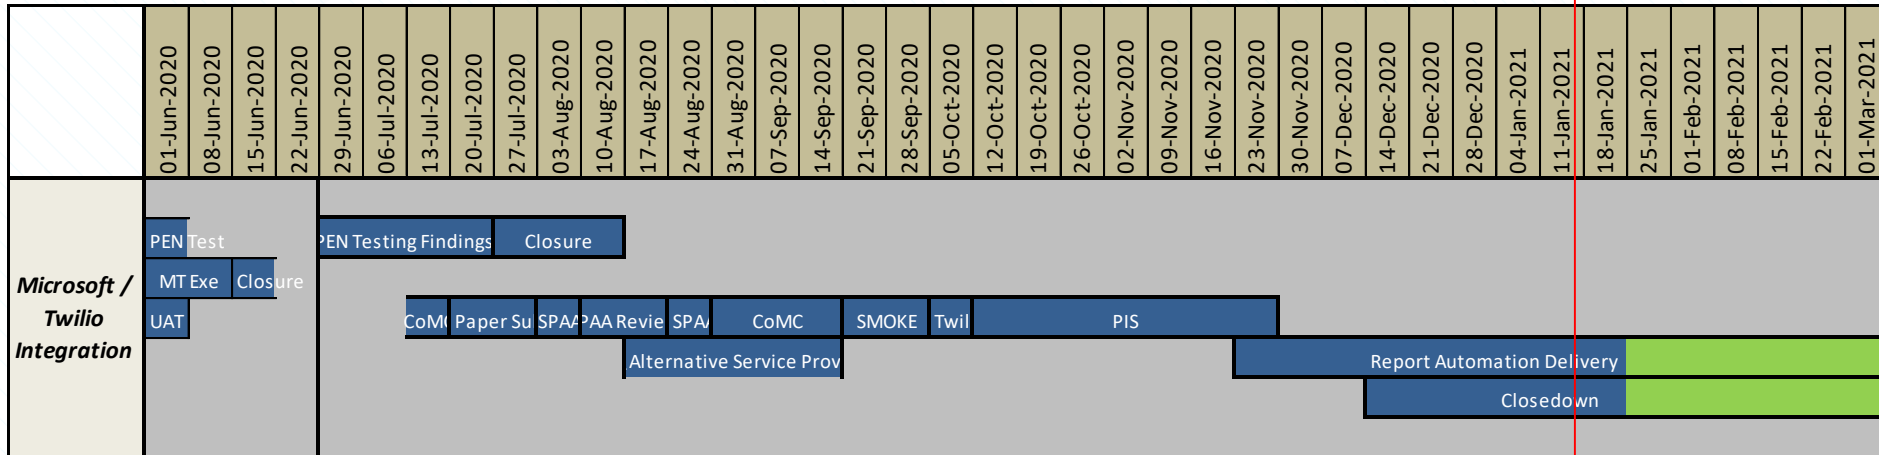 01-Jun-2020
08-Jun-2020
15-Jun-2020
22-Jun-2020
29-Jun-2020
06-Jul-2020
13-Jul-2020
20-Jul-2020
27-Jul-2020
03-Aug-2020
10-Aug-2020
17-Aug-2020
24-Aug-2020
31-Aug-2020
07-Sep-2020
14-Sep-2020
21-Sep-2020
28-Sep-2020
05-Oct-2020
12-Oct-2020
19-Oct-2020
26-Oct-2020
02-Nov-2020
09-Nov-2020
16-Nov-2020
23-Nov-2020
30-Nov-2020
07-Dec-2020
14-Dec-2020
21-Dec-2020
28-Dec-2020
04-Jan-2021
11-Jan-2021
18-Jan-2021
25-Jan-2021
01-Feb-2021
08-Feb-2021
15-Feb-2021
22-Feb-2021
01-Mar-2021
Microsoft /
Twilio
Integration
PEN Test
PEN Testing Findings
Closure
MT Exe
Closure
UAT
CoMC
Paper Su
SPAA
PAA Revie
SPAA
CoMC
SMOKE
Twil
PIS
Alternative Service Prov
Report Automation Delivery
Closedown